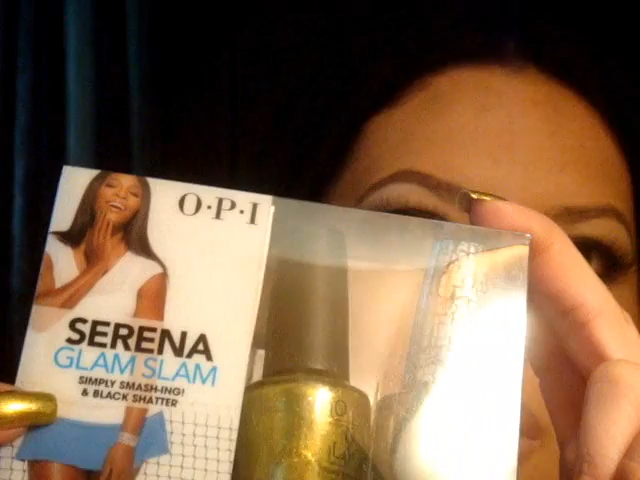 O·P·I
SERENA
GLAM SLAM
SIMPLY SMASH-ING!
& BLACK SHATTER